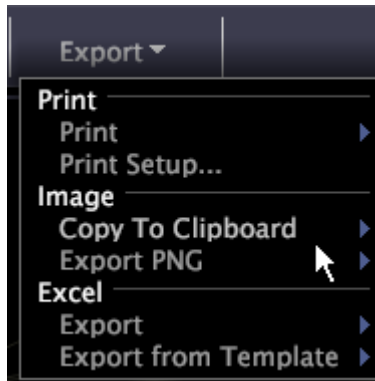 Export
Print
Print
Print Setup...
Image
Copy To Clipboard
Export PNG
Excel
Export
Export from Template